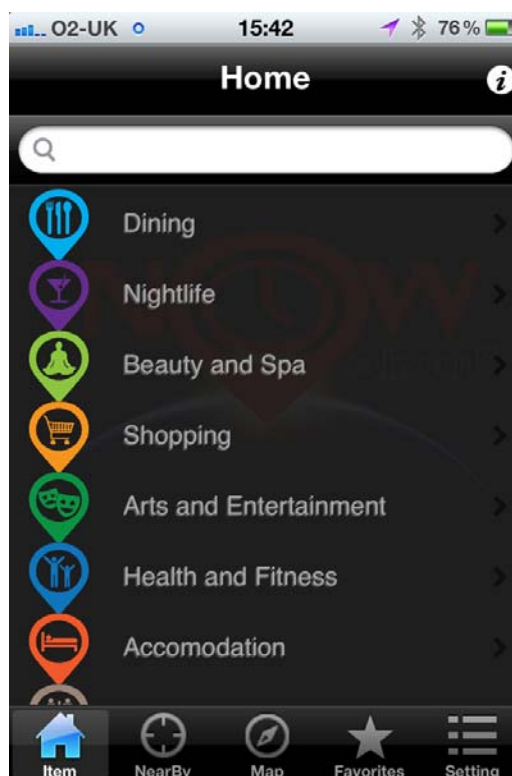 O2-UK 15:42 76%
Home
Dining
Nightlife
NOW
Beauty and Spa
Shopping
Arts and Entertainment
Health and Fitness
Accomodation
Item NearBy Map Favorites Setting